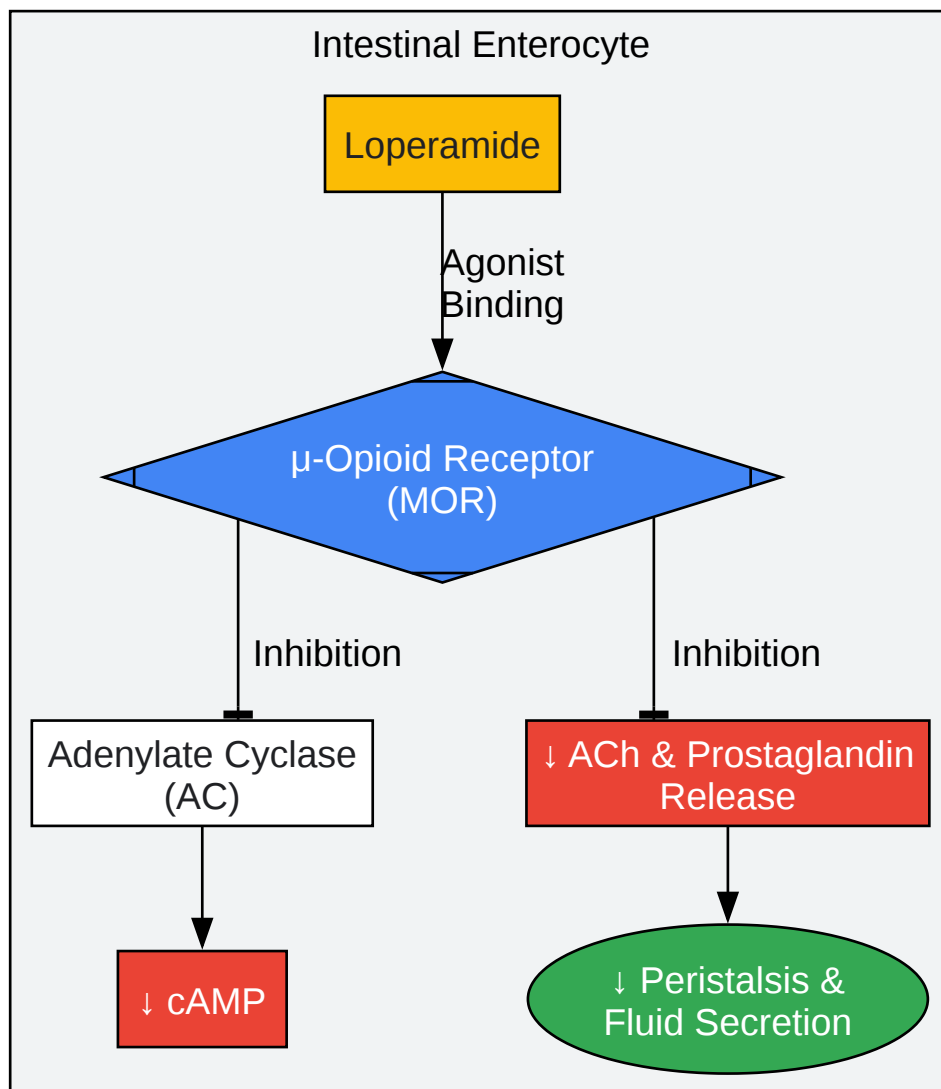 Intestinal Enterocyte
Loperamide
Agonist
Binding
μ-Opioid Receptor
(MOR)
Inhibition
Inhibition
Adenylate Cyclase
(AC)
↓ ACh & Prostaglandin
Release
↓ cAMP
↓ Peristalsis &
Fluid Secretion